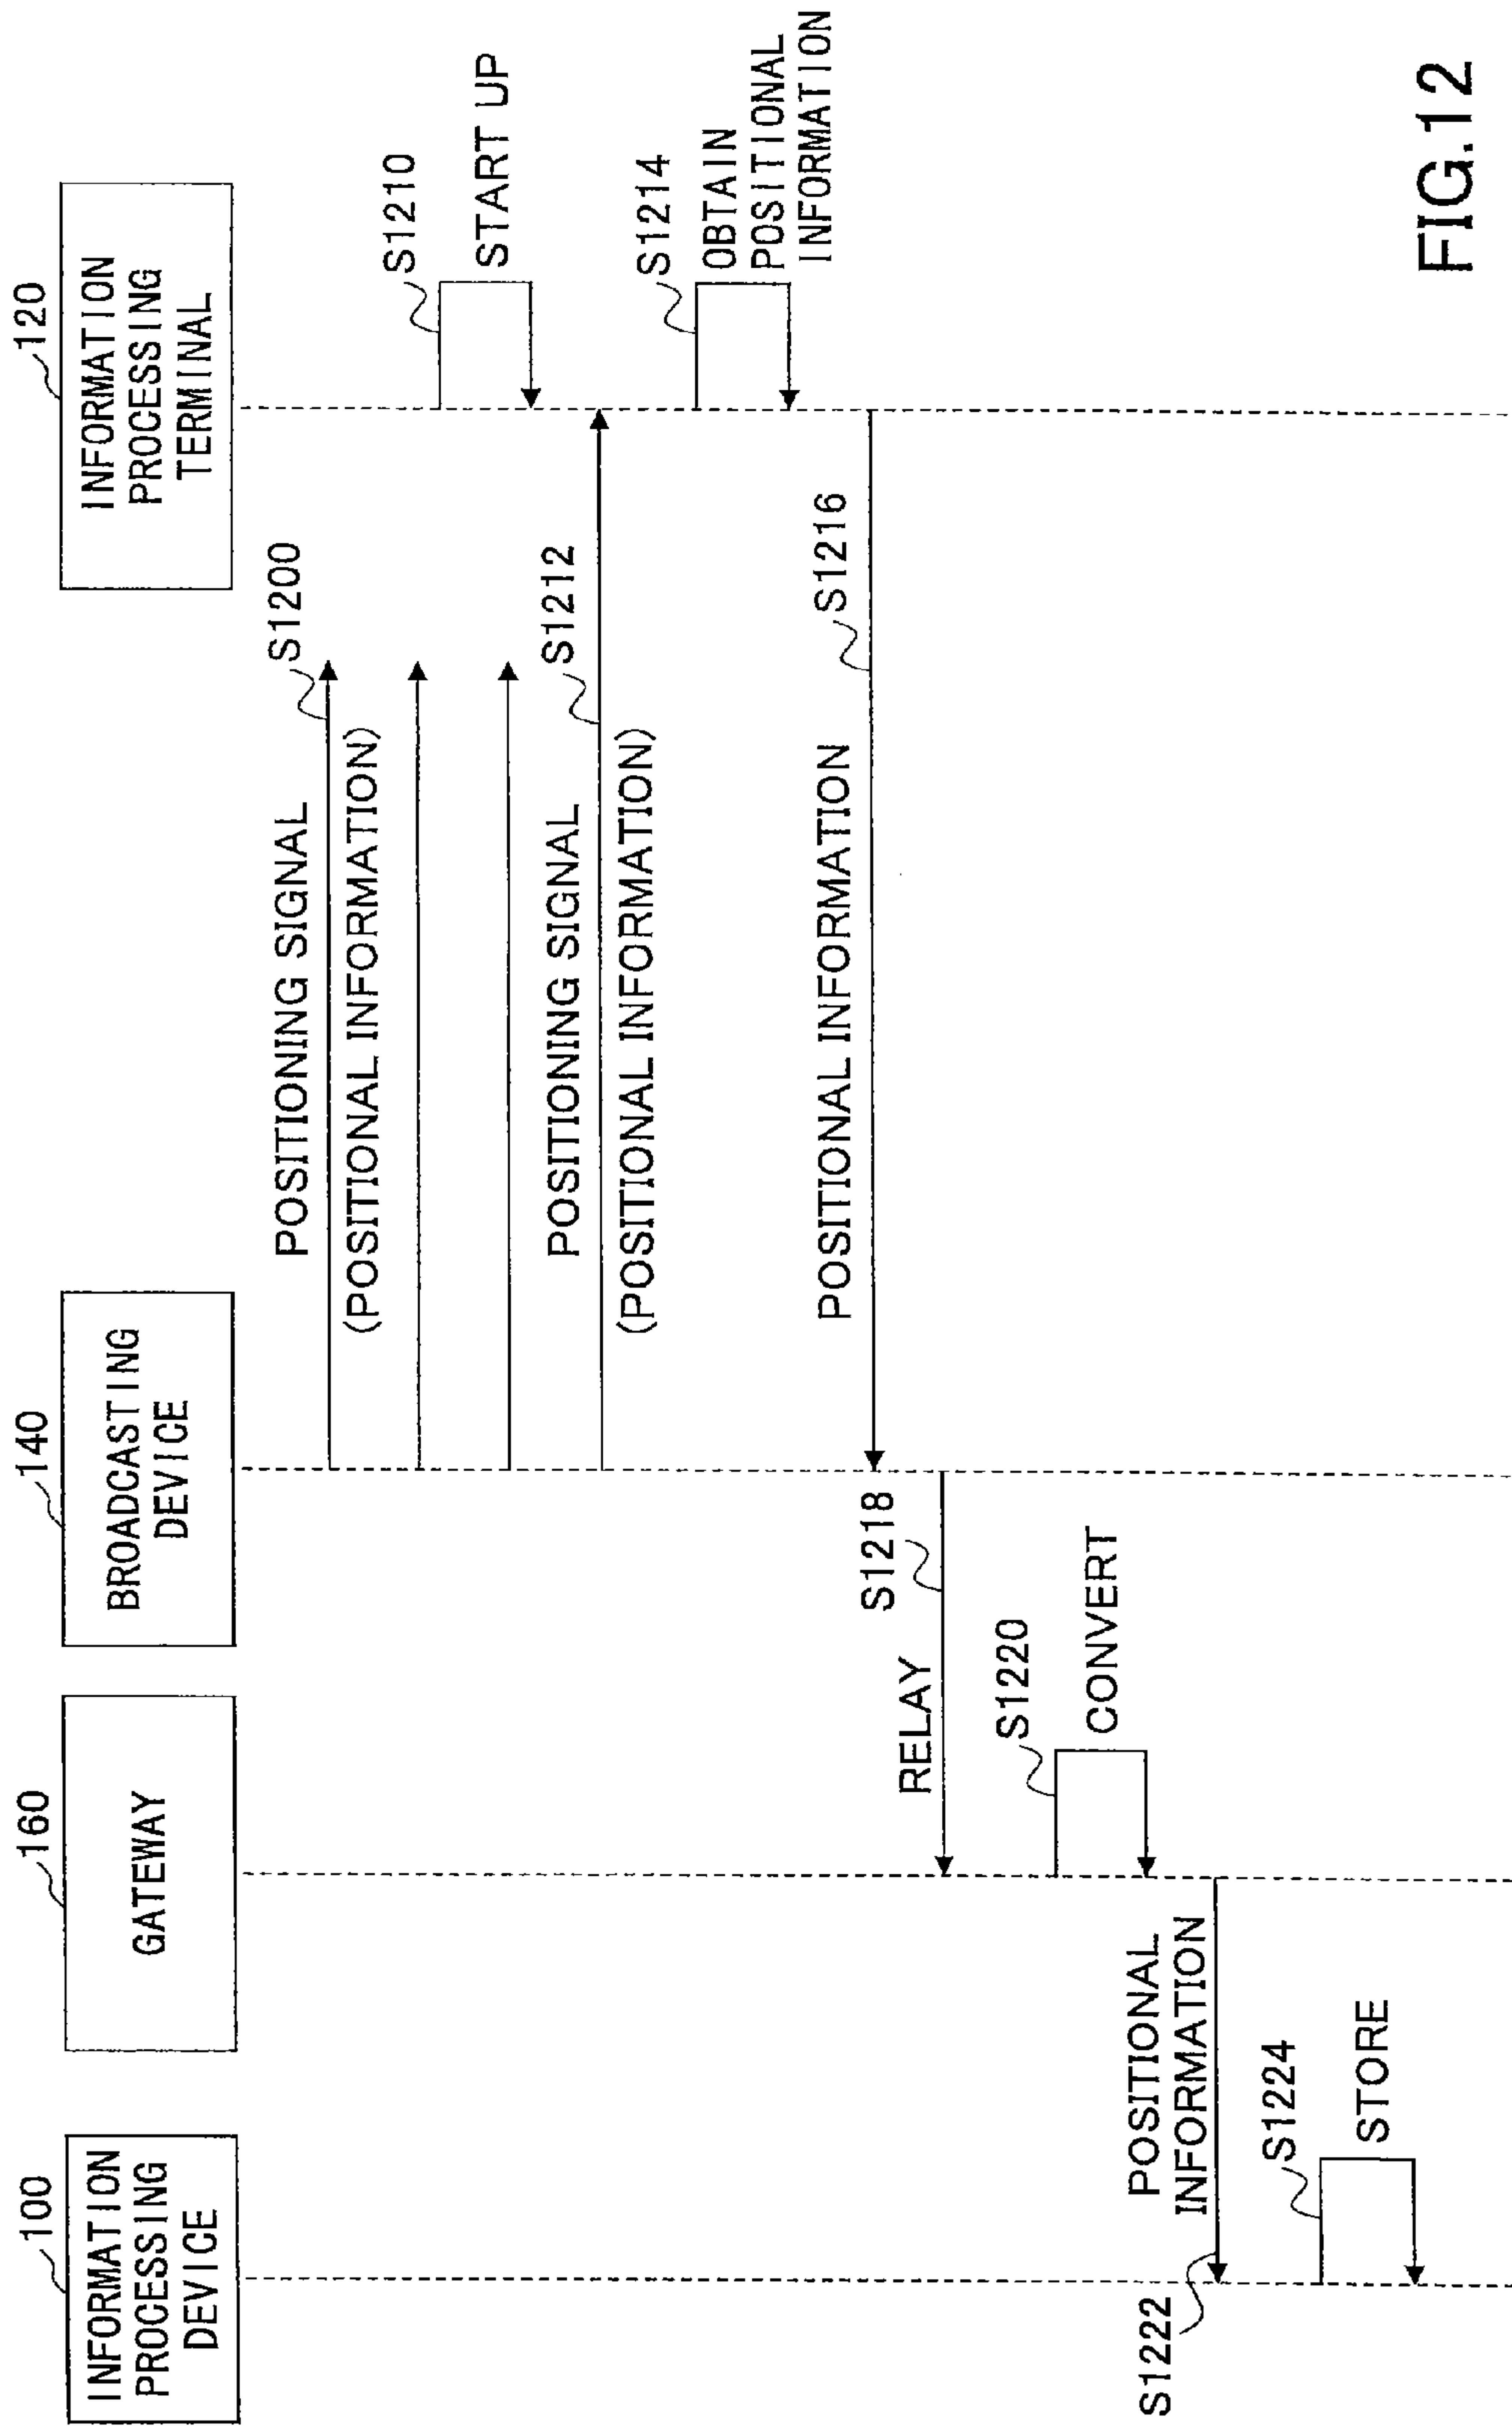 100
INFORMATION
PROCESSING
DEVICE
160
GATEWAY
140
BROADCASTING
DEVICE
120
INFORMATION
PROCESSING
TERMINAL
POSITIONING SIGNAL
S1200
(POSITIONAL INFORMATION)
S1210
START UP
POSITIONING SIGNAL
S1212
(POSITIONAL INFORMATION)
S1214
OBTAIN
POSITIONAL
INFORMATION
POSITIONAL INFORMATION
S1216
RELAY
S1218
S1220
CONVERT
POSITIONAL
INFORMATION
S1222
S1224
STORE
FIG.12